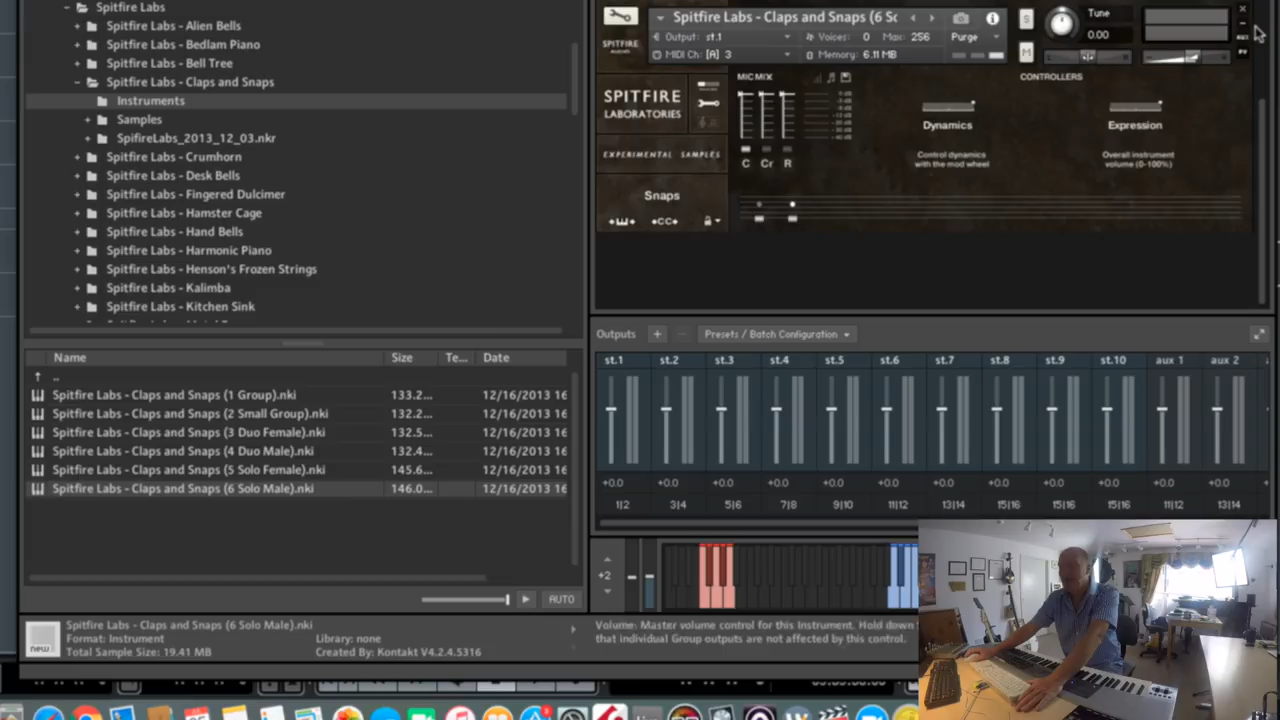 Spitfire Labs
Spitfire Labs - Alien Bells
Spitfire Labs - Bedlam Piano
Spitfire Labs - Bell Tree
Spitfire Labs - Claps and Snaps
Instruments
Samples
SpifireLabs_2013_12_03.nkr
Spitfire Labs - Crumhorn
Spitfire Labs - Desk Bells
Spitfire Labs - Fingered Dulcimer
Spitfire Labs - Hamster Cage
Spitfire Labs - Hand Bells
Spitfire Labs - Harmonic Piano
Spitfire Labs - Henson's Frozen Strings
Spitfire Labs - Kalimba
Spitfire Labs - Kitchen Sink
Name Size Te... Date
..
Spitfire Labs - Claps and Snaps (1 Group).nki 133.2... 12/16/2013 16
Spitfire Labs - Claps and Snaps (2 Small Group).nki 132.2... 12/16/2013 16
Spitfire Labs - Claps and Snaps (3 Duo Female).nki 132.5... 12/16/2013 16
Spitfire Labs - Claps and Snaps (4 Duo Male).nki 132.4... 12/16/2013 16
Spitfire Labs - Claps and Snaps (5 Solo Female).nki 145.6... 12/16/2013 16
Spitfire Labs - Claps and Snaps (6 Solo Male).nki 146.0... 12/16/2013 16
AUTO
new
Spitfire Labs - Claps and Snaps (6 Solo Male).nki
Format: Instrument Library: none
Total Sample Size: 19.41 MB Created By: Kontakt V4.2.4.5316
SPITFIRE
AUDIO
Spitfire Labs - Claps and Snaps (6 Sc
Output: st.1 Voices: 0 Max: 256 Purge
MIDI Ch: [A] 3 Memory: 6.11 MB
S
M
Tune
0.00
AUX
PV
SPITFIRE
LABORATORIES
EXPERIMENTAL SAMPLES
Snaps
CC
MIC MIX
C Cr R
CONTROLLERS
Dynamics
Control dynamics
with the mod wheel
Expression
Overall instrument
volume (0-100%)
Outputs + Presets / Batch Configuration
st.1 st.2 st.3 st.4 st.5 st.6 st.7 st.8 st.9 st.10 aux 1 aux 2
+0.0 +0.0 +0.0 +0.0 +0.0 +0.0 +0.0 +0.0 +0.0 +0.0 +0.0 +0.0
1|2 3|4 5|6 7|8 9|10 11|12 13|14 15|16 15|16 15|16 11|12 13|14
+2
Volume: Master volume control for this Instrument. Hold down
that individual Group outputs are not affected by this control.